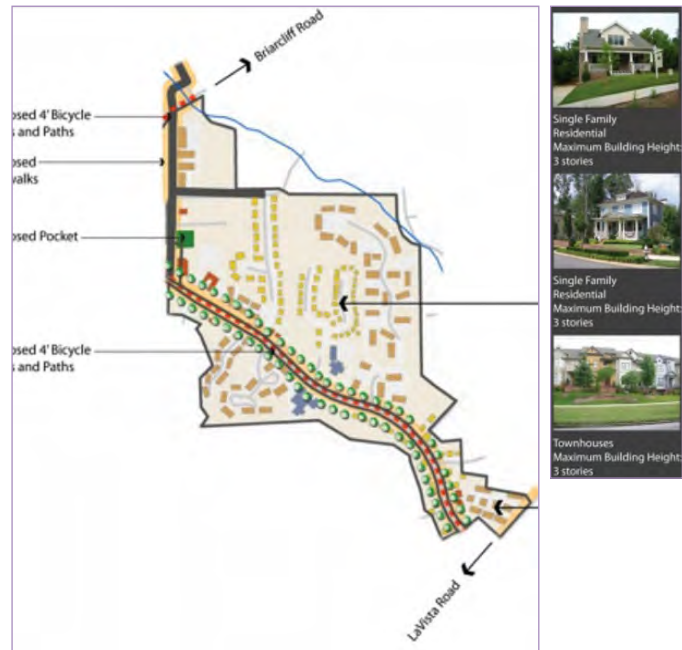 Briarcliff Road
osed 4' Bicycle
s and Paths
osed
valks
osed Pocket
osed 4' Bicycle
s and Paths
LaVista Road
Single Family
Residential
Maximum Building Height:
3 stories
Single Family
Residential
Maximum Building Height:
3 stories
Townhouses
Maximum Building Height:
3 stories